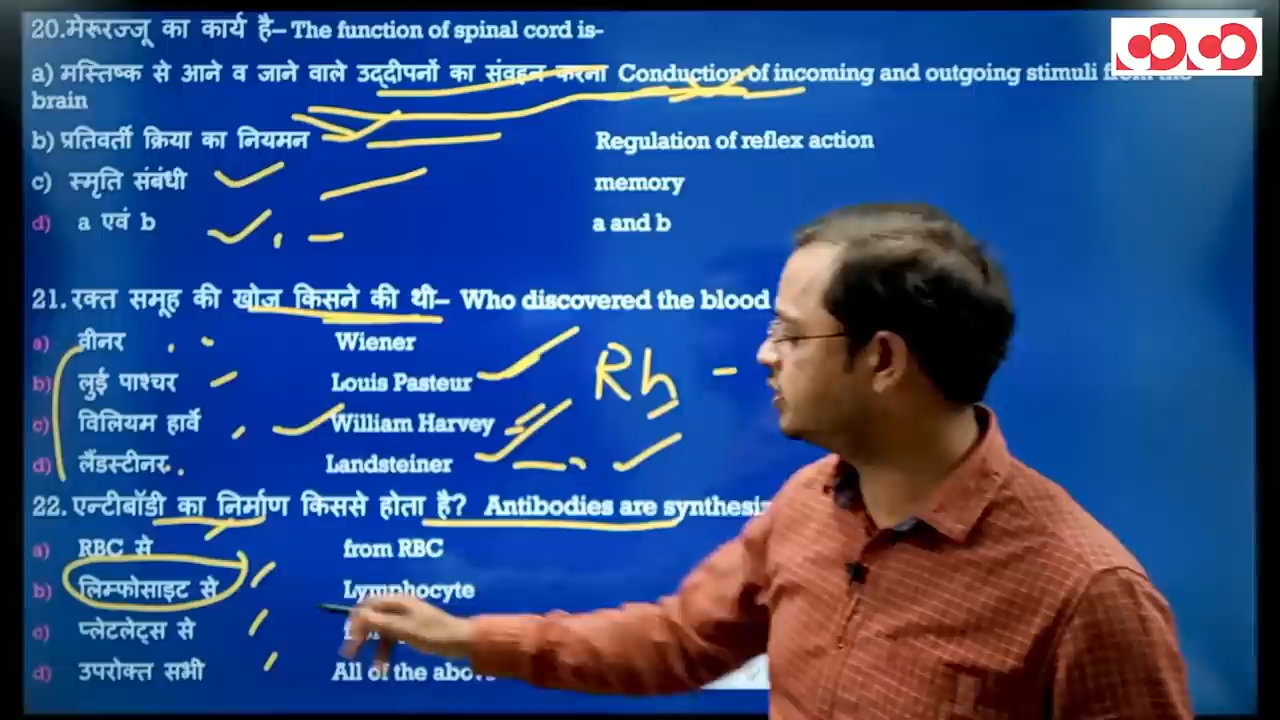 20.मेरूरज्जू का कार्य है– The function of spinal cord is-
a) मस्तिष्क से आने व जाने वाले उद्दीपनों का संवहन करना Conduction of incoming and outgoing stimuli from the
brain
b) प्रतिवर्ती क्रिया का नियमन Regulation of reflex action
c) स्मृति संबंधी memory
d) a एवं b a and b
21. रक्त समूह की खोज किसने की थी– Who discovered the blood
a) वीनर Wiener
b) लुई पाश्चर Louis Pasteur
Rh
c) विलियम हार्वे William Harvey
d) लैंडस्टीनर Landsteiner
22. एन्टीबॉडी का निर्माण किससे होता है? Antibodies are
a) RBC से from RBC
b) लिम्फोसाइट से Lymphocyte
c) प्लेटलेट्स से
d) उपरोक्त सभी All of the